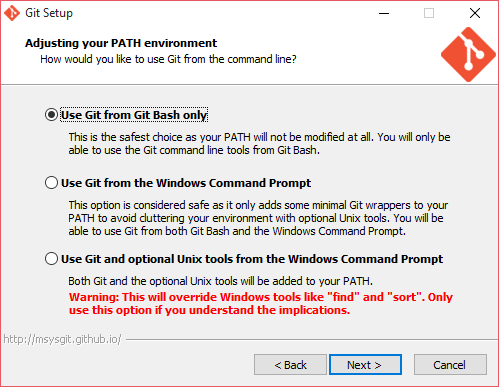 Git Setup
Adjusting your PATH environment
How would you like to use Git from the command line?
Use Git from Git Bash only
This is the safest choice as your PATH will not be modified at all. You will only
be able to use the Git command line tools from Git Bash.
Use Git from the Windows Command Prompt
This option is considered safe as it only adds some minimal Git wrappers to your
PATH to avoid cluttering your environment with optional Unix tools. You will be
able to use Git from both Git Bash and the Windows Command Prompt.
Use Git and optional Unix tools from the Windows Command Prompt
Both Git and the optional Unix tools will be added to your PATH.
Warning: This will override Windows tools like "find" and "sort". Only
use this option if you understand the implications.
http://msysgit.github.io/
< Back
Next >
Cancel